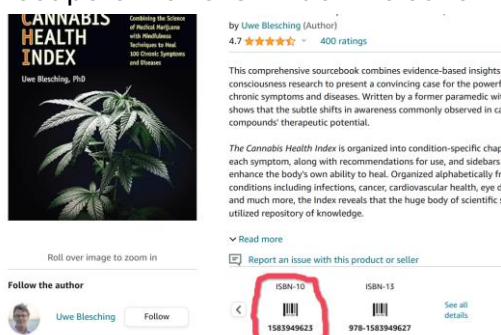 CANNABIS
HEALTH
INDEX
Combining the Science
of Medical Marijuana
with Mindfulness
Techniques to Heal
100 Chronic Symptoms
and Diseases
Uwe Blesching, PhD
Roll over image to zoom in
Follow the author
Uwe Blesching
Follow
by Uwe Blesching (Author)
4.7
400 ratings
This comprehensive sourcebook combines evidence-based insights
consciousness research to present a convincing case for the powerf
chronic symptoms and diseases. Written by a former paramedic wit
shows that the subtle shifts in awareness commonly observed in ca
compounds' therapeutic potential.
The Cannabis Health Index is organized into condition-specific chap
each symptom, along with recommendations for use, and sidebars
enhance the body's own ability to heal. Organized alphabetically fr
conditions including infections, cancer, cardiovascular health, eye d
and much more, the Index reveals that the huge body of scientific s
utilized repository of knowledge.
Read more
Report an issue with this product or seller
ISBN-10
1583949623
ISBN-13
978-1583949627
See all
details